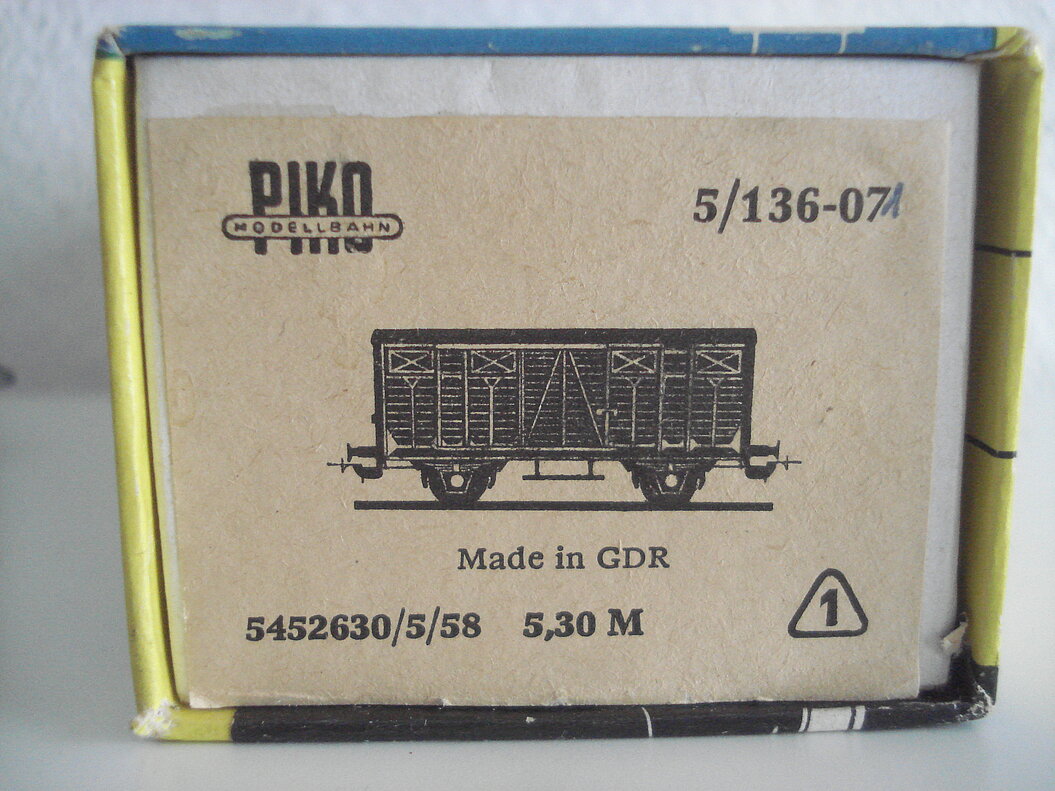 PIKO
MODELLBAHN
5/136-071
Made in GDR
5452630/5/58 5,30 M
1